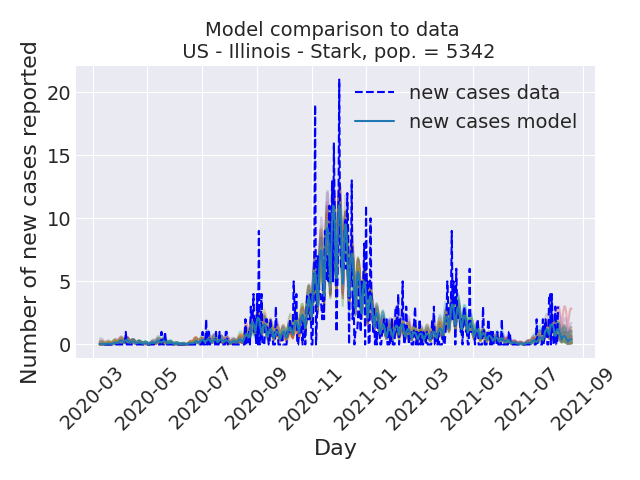 Model comparison to data
US - Illinois - Stark, pop. = 5342
Number of new cases reported
20
15
10
5
0
new cases data
new cases model
2020-03
2020-05
2020-07
2020-09
2020-11
2021-01
2021-03
2021-05
2021-07
2021-09
Day